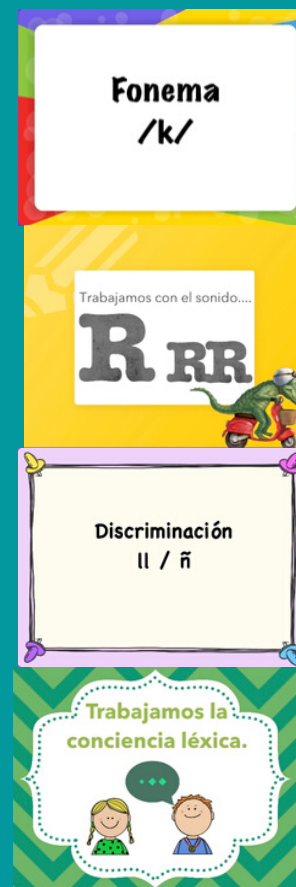 Fonema
/k/
Trabajamos con el sonido....
R RR
Discriminación
ll / ñ
Trabajamos la
conciencia léxica.